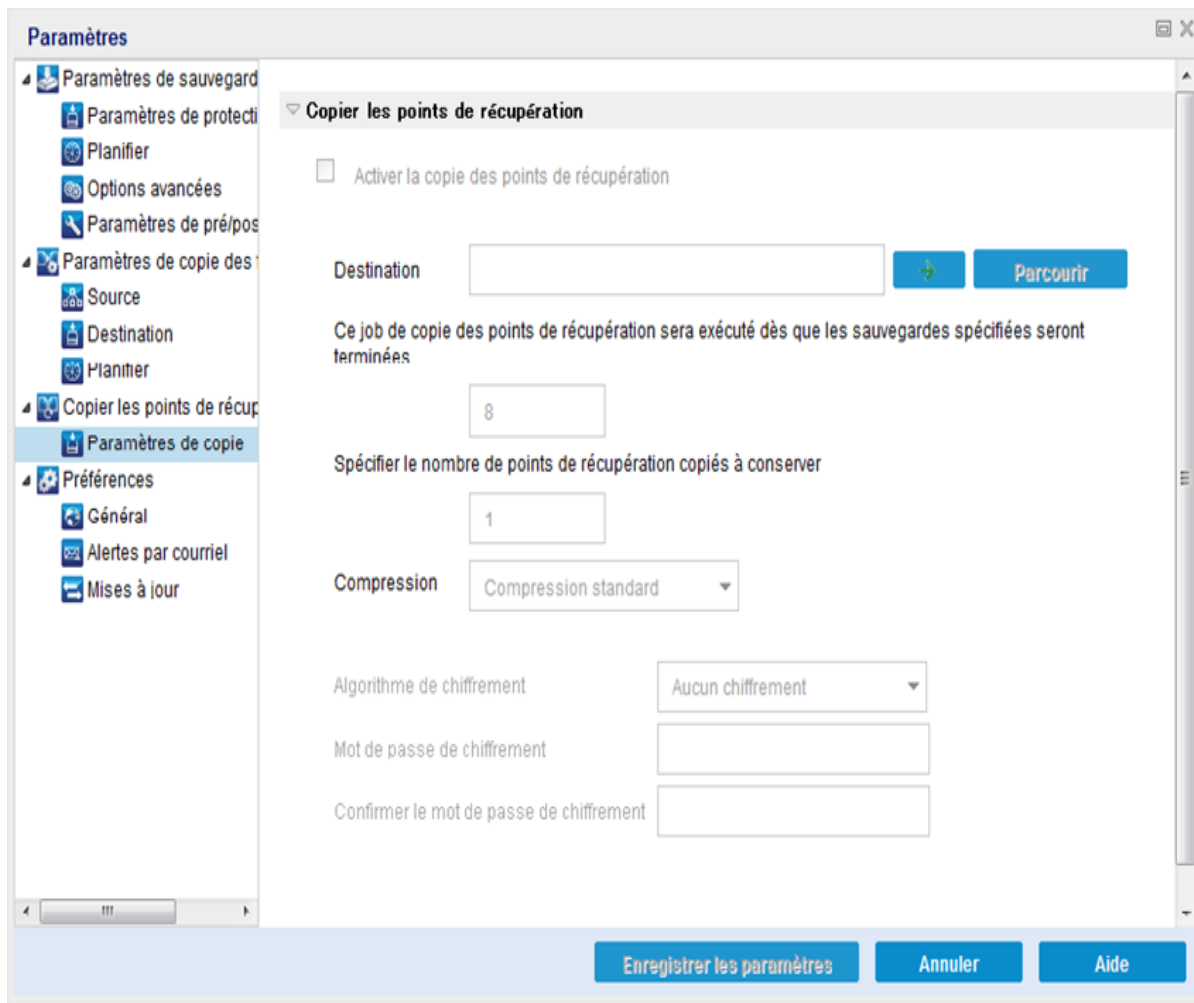 Paramètres
Paramètres de sauvegard
Paramètres de protecti
Planifier
Options avancées
Paramètres de pré/pos
Paramètres de copie des f
Source
Destination
Planifier
Copier les points de récup
Paramètres de copie
Préférences
Général
Alertes par courriel
Mises à jour
Copier les points de récupération
Activer la copie des points de récupération
Destination
Parcourir
Ce job de copie des points de récupération sera exécuté dès que les sauvegardes spécifiées seront
terminées
8
Spécifier le nombre de points de récupération copiés à conserver
1
Compression Compression standard
Algorithme de chiffrement Aucun chiffrement
Mot de passe de chiffrement
Confirmer le mot de passe de chiffrement
Enregistrer les paramètres Annuler Aide